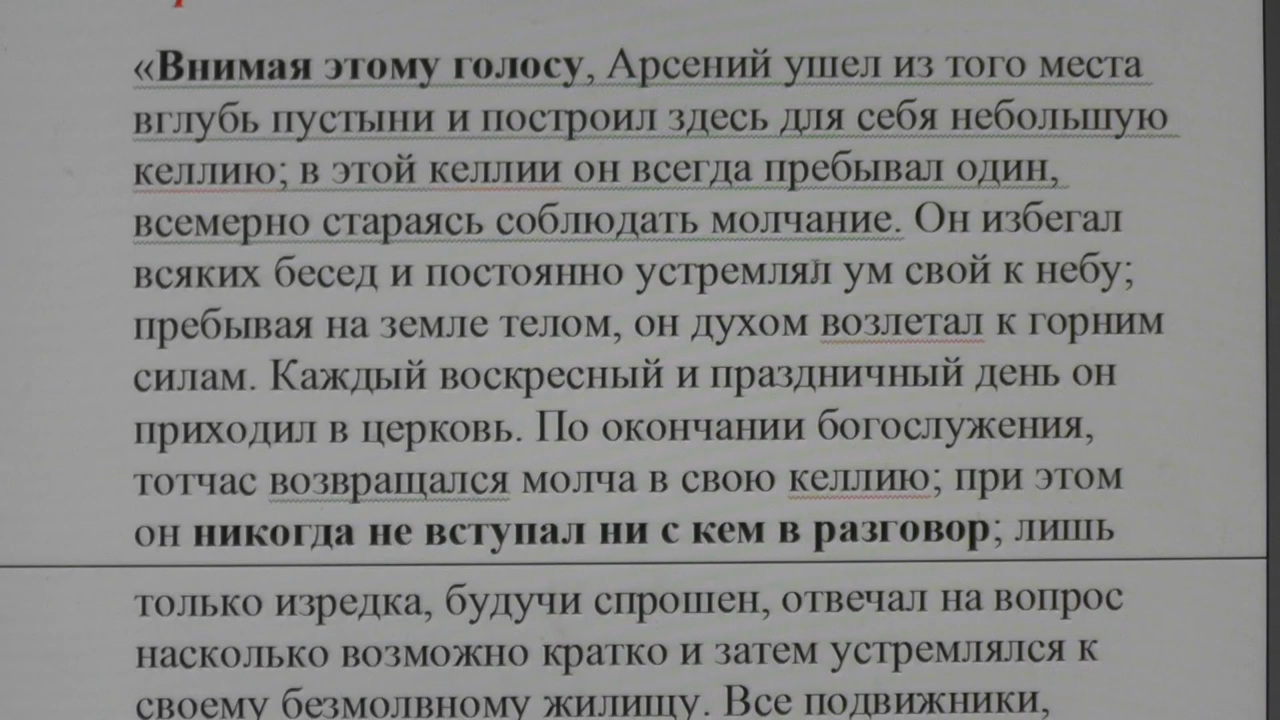 «Внимая этому голосу, Арсений ушел из того места
вглубь пустыни и построил здесь для себя небольшую
келлию; в этой келлии он всегда пребывал один,
всемерно стараясь соблюдать молчание. Он избегал
всяких бесед и постоянно устремлял ум свой к небу;
пребывая на земле телом, он духом возлетал к горним
силам. Каждый воскресный и праздничный день он
приходил в церковь. По окончании богослужения,
тотчас возвращался молча в свою келлию; при этом
он никогда не вступал ни с кем в разговор; лишь
только изредка, будучи спрошен, отвечал на вопрос
насколько возможно кратко и затем устремлялся к
своему безмолвному жилищу. Все подвижники,